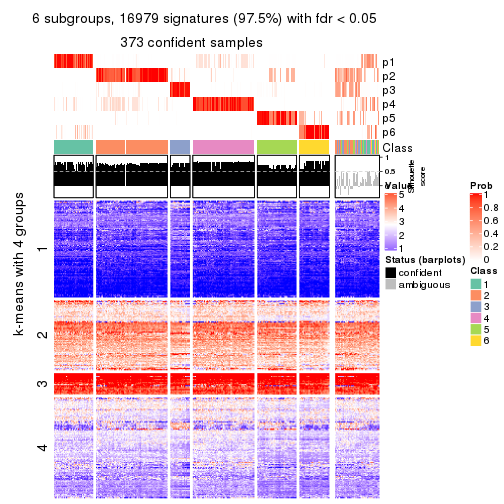 6 subgroups, 16979 signatures (97.5%) with fdr < 0.05
373 confident samples
p1
p2
p3
p4
p5
p6
Class
1
0.5
0
Silhouette
score
k-means with 4 groups
1
2
3
4
Value
5
4
3
2
1
Status (barplots)
confident
ambiguous
Prob
1
0.8
0.6
0.4
0.2
0
Class
1
2
3
4
5
6